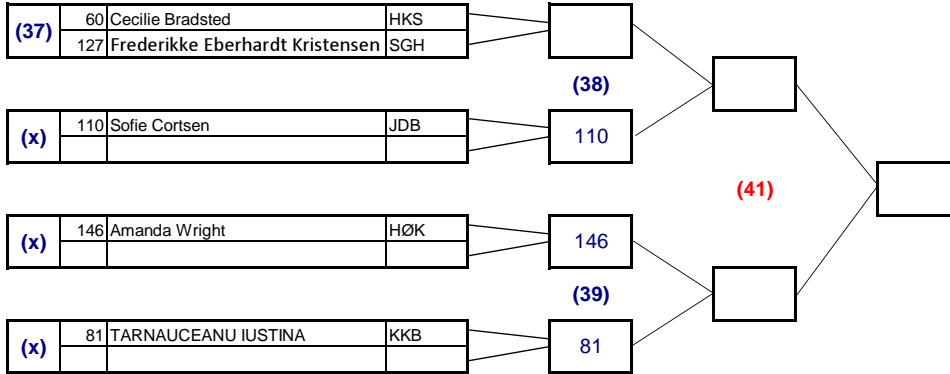 (37) 60 Cecilie Bradsted HKS
127 Frederikke Eberhardt Kristensen SGH
(38)
(x) 110 Sofie Cortsen JDB 110
(41)
(x) 146 Amanda Wright HØK 146
(39)
(x) 81 TARNAUCEANU IUSTINA KKB 81